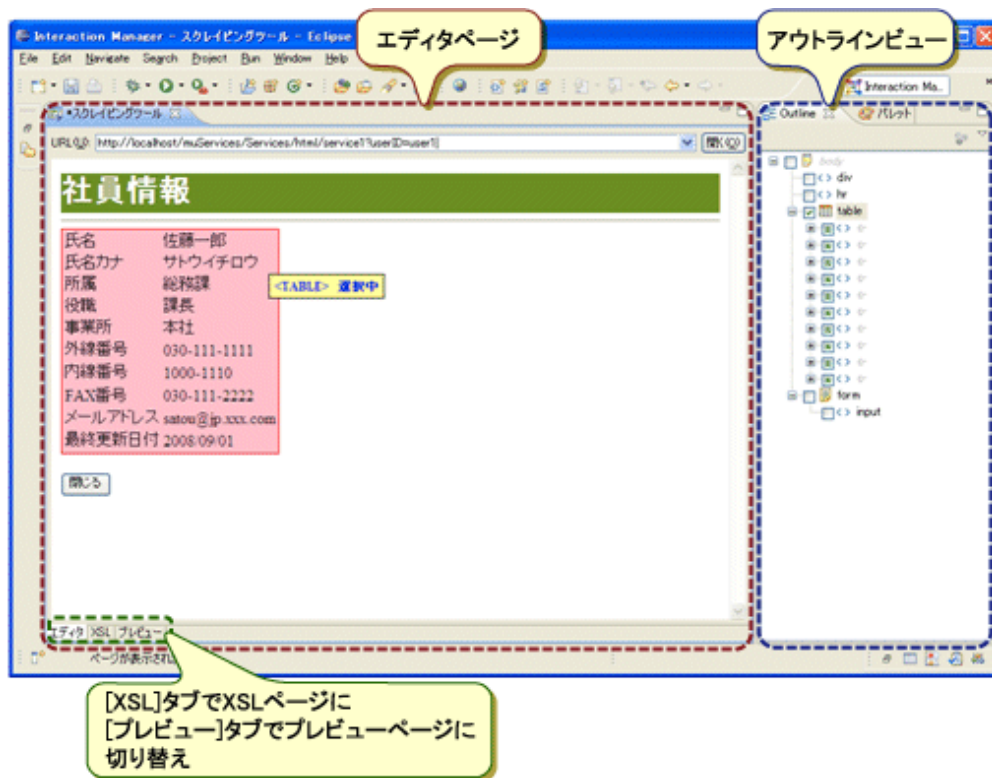 エディタページ
アウトラインビュー
Interaction Manager - スクレイピングツール - Eclipse
File Edit Navigate Search Project Run Window Help
Interaction Ma..
*スクレイピングツール
Outline パレット
URL(U): http://localhost/muServices/Services/html/service1?userID=user1 開く(O)
社員情報
氏名 佐藤一郎
氏名カナ サトウイチロウ
所属 総務課
<TABLE> 選択中
役職 課長
事業所 本社
外線番号 030-111-1111
内線番号 1000-1110
FAX番号 030-111-2222
メールアドレス satou@jp.xxx.com
最終更新日付 2008/09/01
閉じる
body
div
hr
table
tr
tr
tr
tr
tr
tr
tr
tr
tr
tr
form
input
エディタ XSL プレビュー
ページが表示され
[XSL]タブでXSLページに
[プレビュー]タブでプレビューページに
切り替え